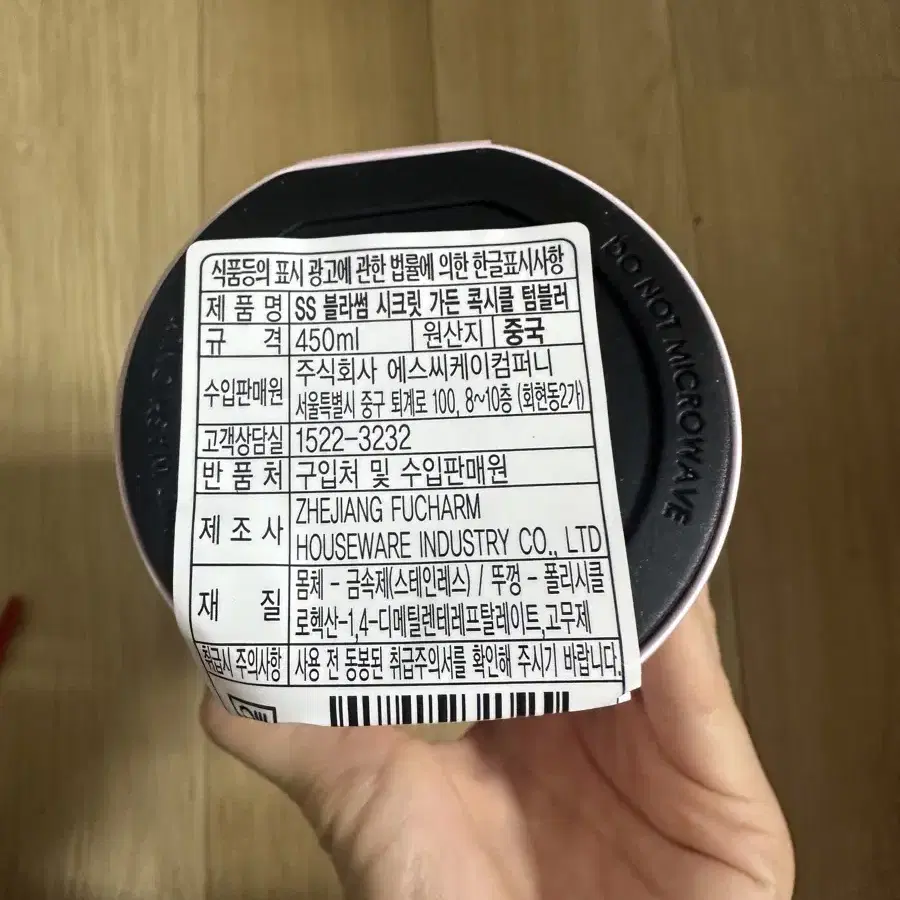 식품등의 표시 광고에 관한 법률에 의한 한글표시사항
제 품 명 SS 블라썸 시크릿 가든 콕시클 텀블러
규 격 450ml 원산지 중국
수입판매원 주식회사 에스씨케이컴퍼니
서울특별시 중구 퇴계로 100, 8~10층 (회현동2가)
고객상담실 1522-3232
반 품 처 구입처 및 수입판매원
제 조 사 ZHEJIANG FUCHARM
HOUSEWARE INDUSTRY CO., LTD
재 질 몸체 - 금속제(스테인레스) / 뚜껑 - 폴리시클
로헥산-1,4-디메틸렌테레프탈레이트,고무제
취급시 주의사항 사용 전 동봉된 취급주의서를 확인해 주시기 바랍니다.
DO NOT MICROWAVE